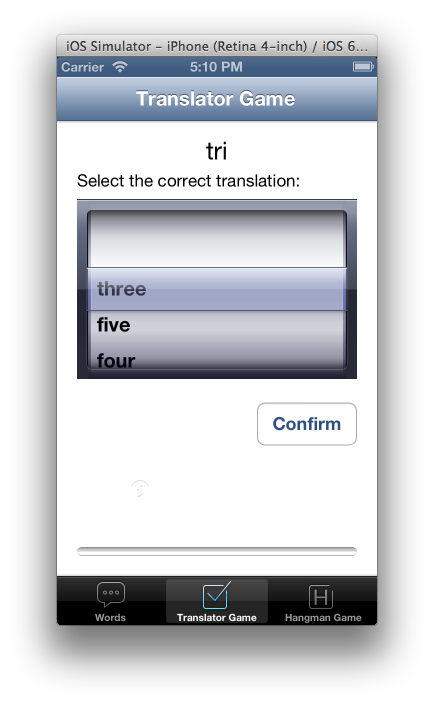 iOS Simulator – iPhone (Retina 4-inch) / iOS 6...
Carrier 5:10 PM
Translator Game
tri
Select the correct translation:
three
five
four
Confirm
Words Translator Game Hangman Game